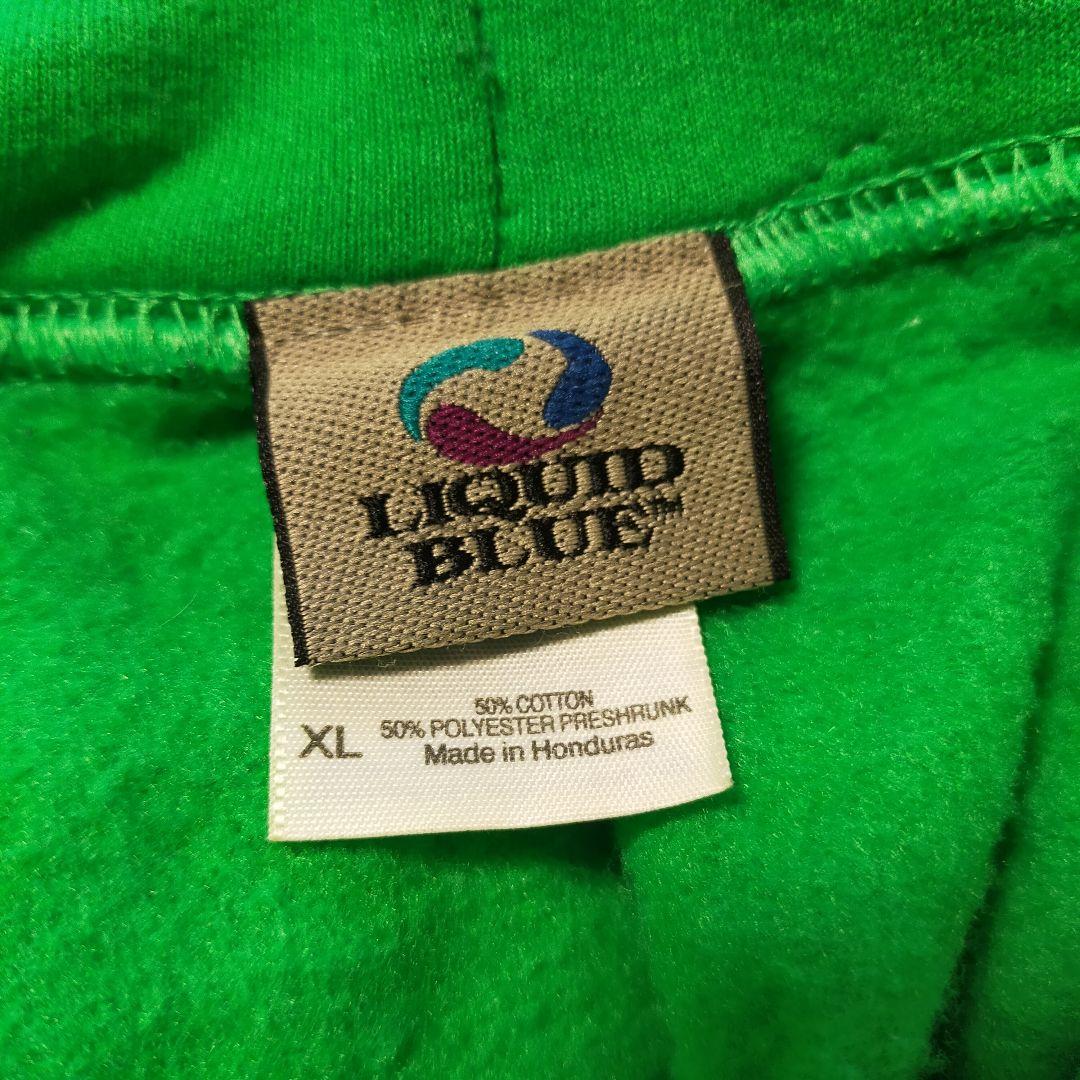 LIQUID
BLUE™
50% COTTON
XL 50% POLYESTER PRESHRUNK
Made in Honduras